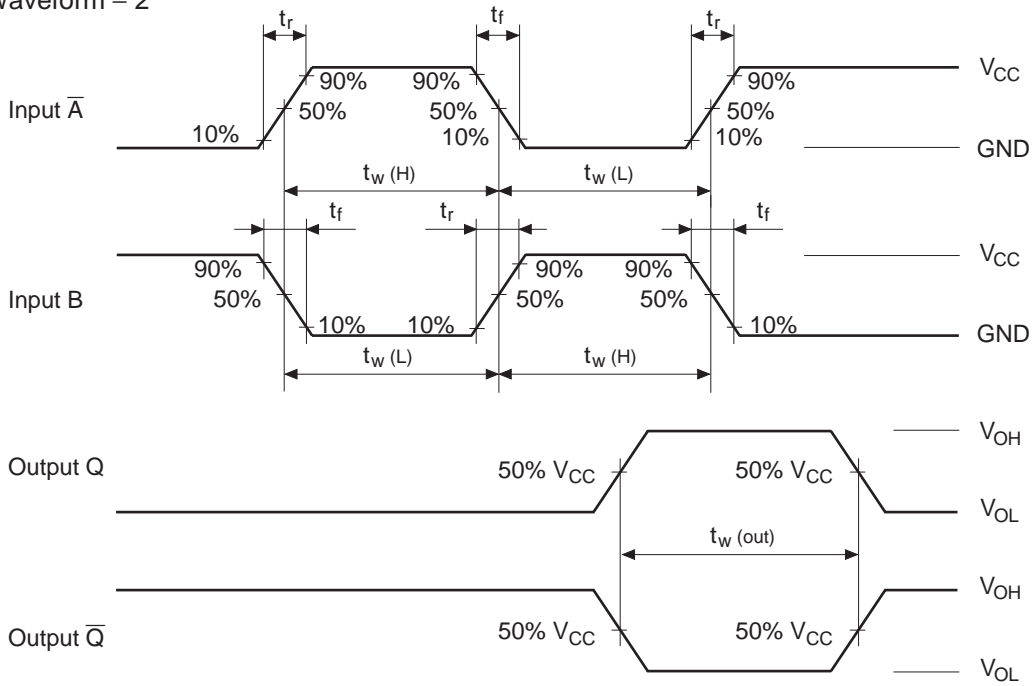 Waveform – 2
tr tf tr
90% 90% 90% VCC
Input A̅ 50% 50% 50%
10% 10% 10% GND
tw (H) tw (L)
tf tr tf
VCC
90% 90% 90%
Input B 50% 50% 50%
10% 10% 10% GND
tw (L) tw (H)
VOH
Output Q 50% VCC 50% VCC
VOL
tw (out)
VOH
Output Q̅ 50% VCC 50% VCC
VOL